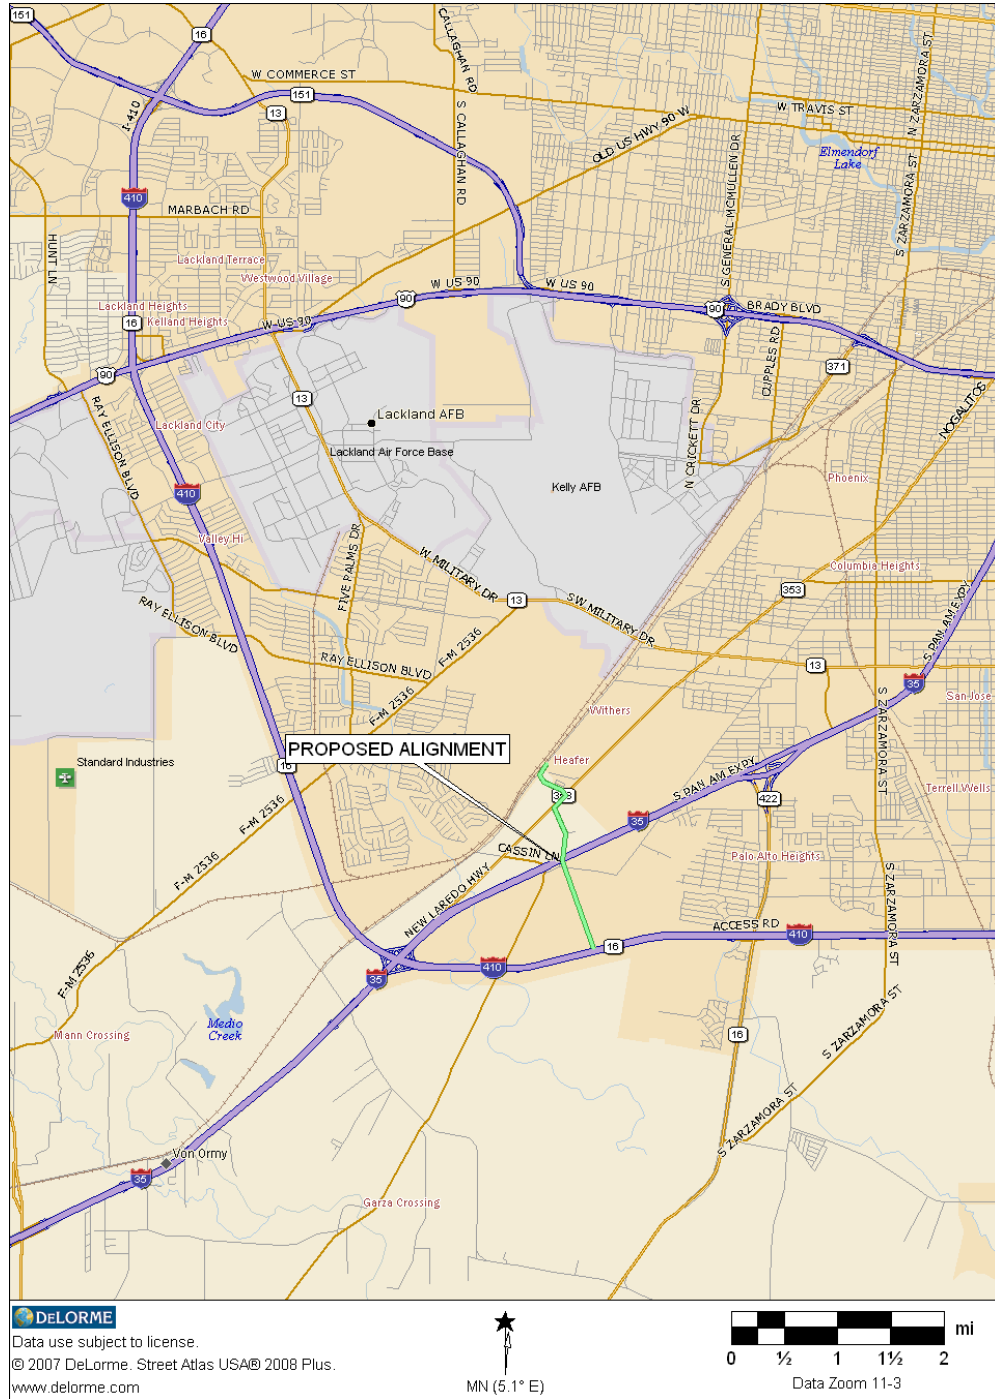 151
16
W COMMERCE ST
151
13
I-410
CALLAGHAN RD
S CALLAGHAN RD
OLD US HWY 90 W
W TRAVIS ST
N ZARZAMORA ST
Elmendorf
Lake
S GENERAL MCMULLEN DR
S ZARZAMORA ST
410
MARBACH RD
HUNT LN
Lackland Terrace
Westwood Village
Lackland Heights
Kelland Heights
16
W US 90
90
W US 90
W US 90
90
BRADY BLVD
CUPPLES RD
371
NOGALITOS
90
13
Lackland AFB
Lackland City
Lackland Air Force Base
RAY ELLISON BLVD
N CRICKETT DR
Kelly AFB
Phoenix
410
Valley Hi
FIVE PALMS DR
W MILITARY DR
13
SW MILITARY DR
Columbia Heights
353
RAY ELLISON BLVD
RAY ELLISON BLVD
F-M 2536
F-M 2536
S PAN AM EXPY
13
35
San Jose
S ZARZAMORA ST
Withers
PROPOSED ALIGNMENT
16
Standard Industries
Heafer
353
S PAN AM EXPY
422
Terrell Wells
F-M 2536
35
CASSIN LN
Palo Alto Heights
F-M 2536
NEW LAREDO HWY
S ZARZAMORA ST
ACCESS RD
410
16
F-M 2536
35
410
Medio
Creek
Mann Crossing
16
S ZARZAMORA ST
S ZARZAMORA ST
Von Ormy
35
Garza Crossing
DELORME
Data use subject to license.
© 2007 DeLorme. Street Atlas USA® 2008 Plus.
www.delorme.com
MN (5.1° E)
mi
0 ½ 1 1½ 2
Data Zoom 11-3